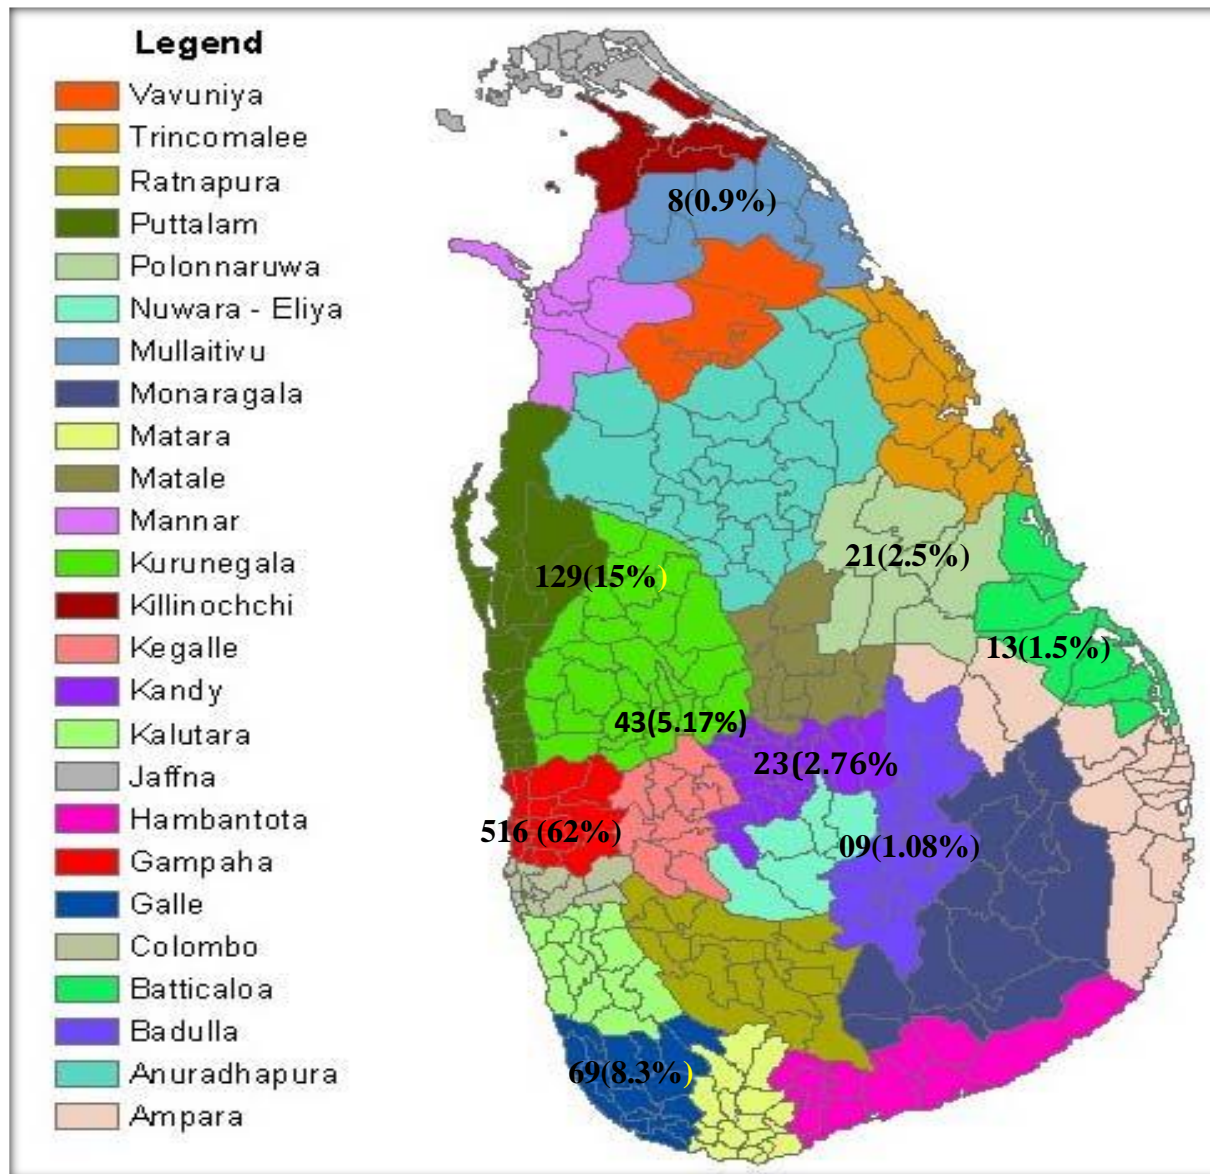 Legend
Vavuniya
Trincomalee
Ratnapura
Puttalam
Polonnaruwa
Nuwara - Eliya
Mullaitivu
Monaragala
Matara
Matale
Mannar
Kurunegala
Killinochchi
Kegalle
Kandy
Kalutara
Jaffna
Hambantota
Gampaha
Galle
Colombo
Batticaloa
Badulla
Anuradhapura
Ampara
8(0.9%)
21(2.5%)
129(15%)
13(1.5%)
43(5.17%)
23(2.76%
516 (62%)
09(1.08%)
69(8.3%)